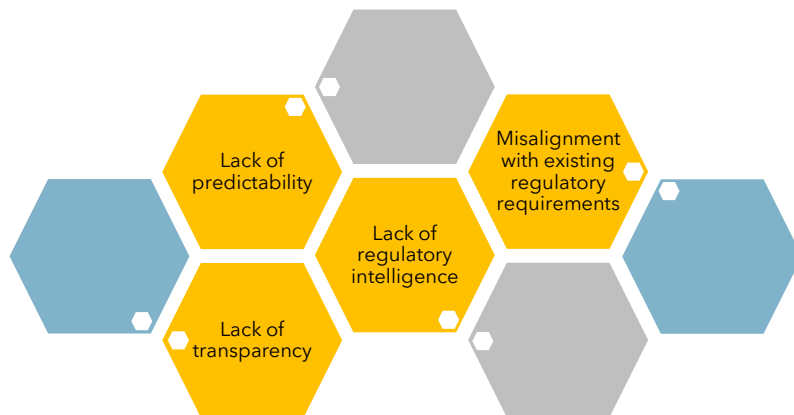 Lack of
predictability
Misalignment
with existing
regulatory
requirements
Lack of
regulatory
intelligence
Lack of
transparency